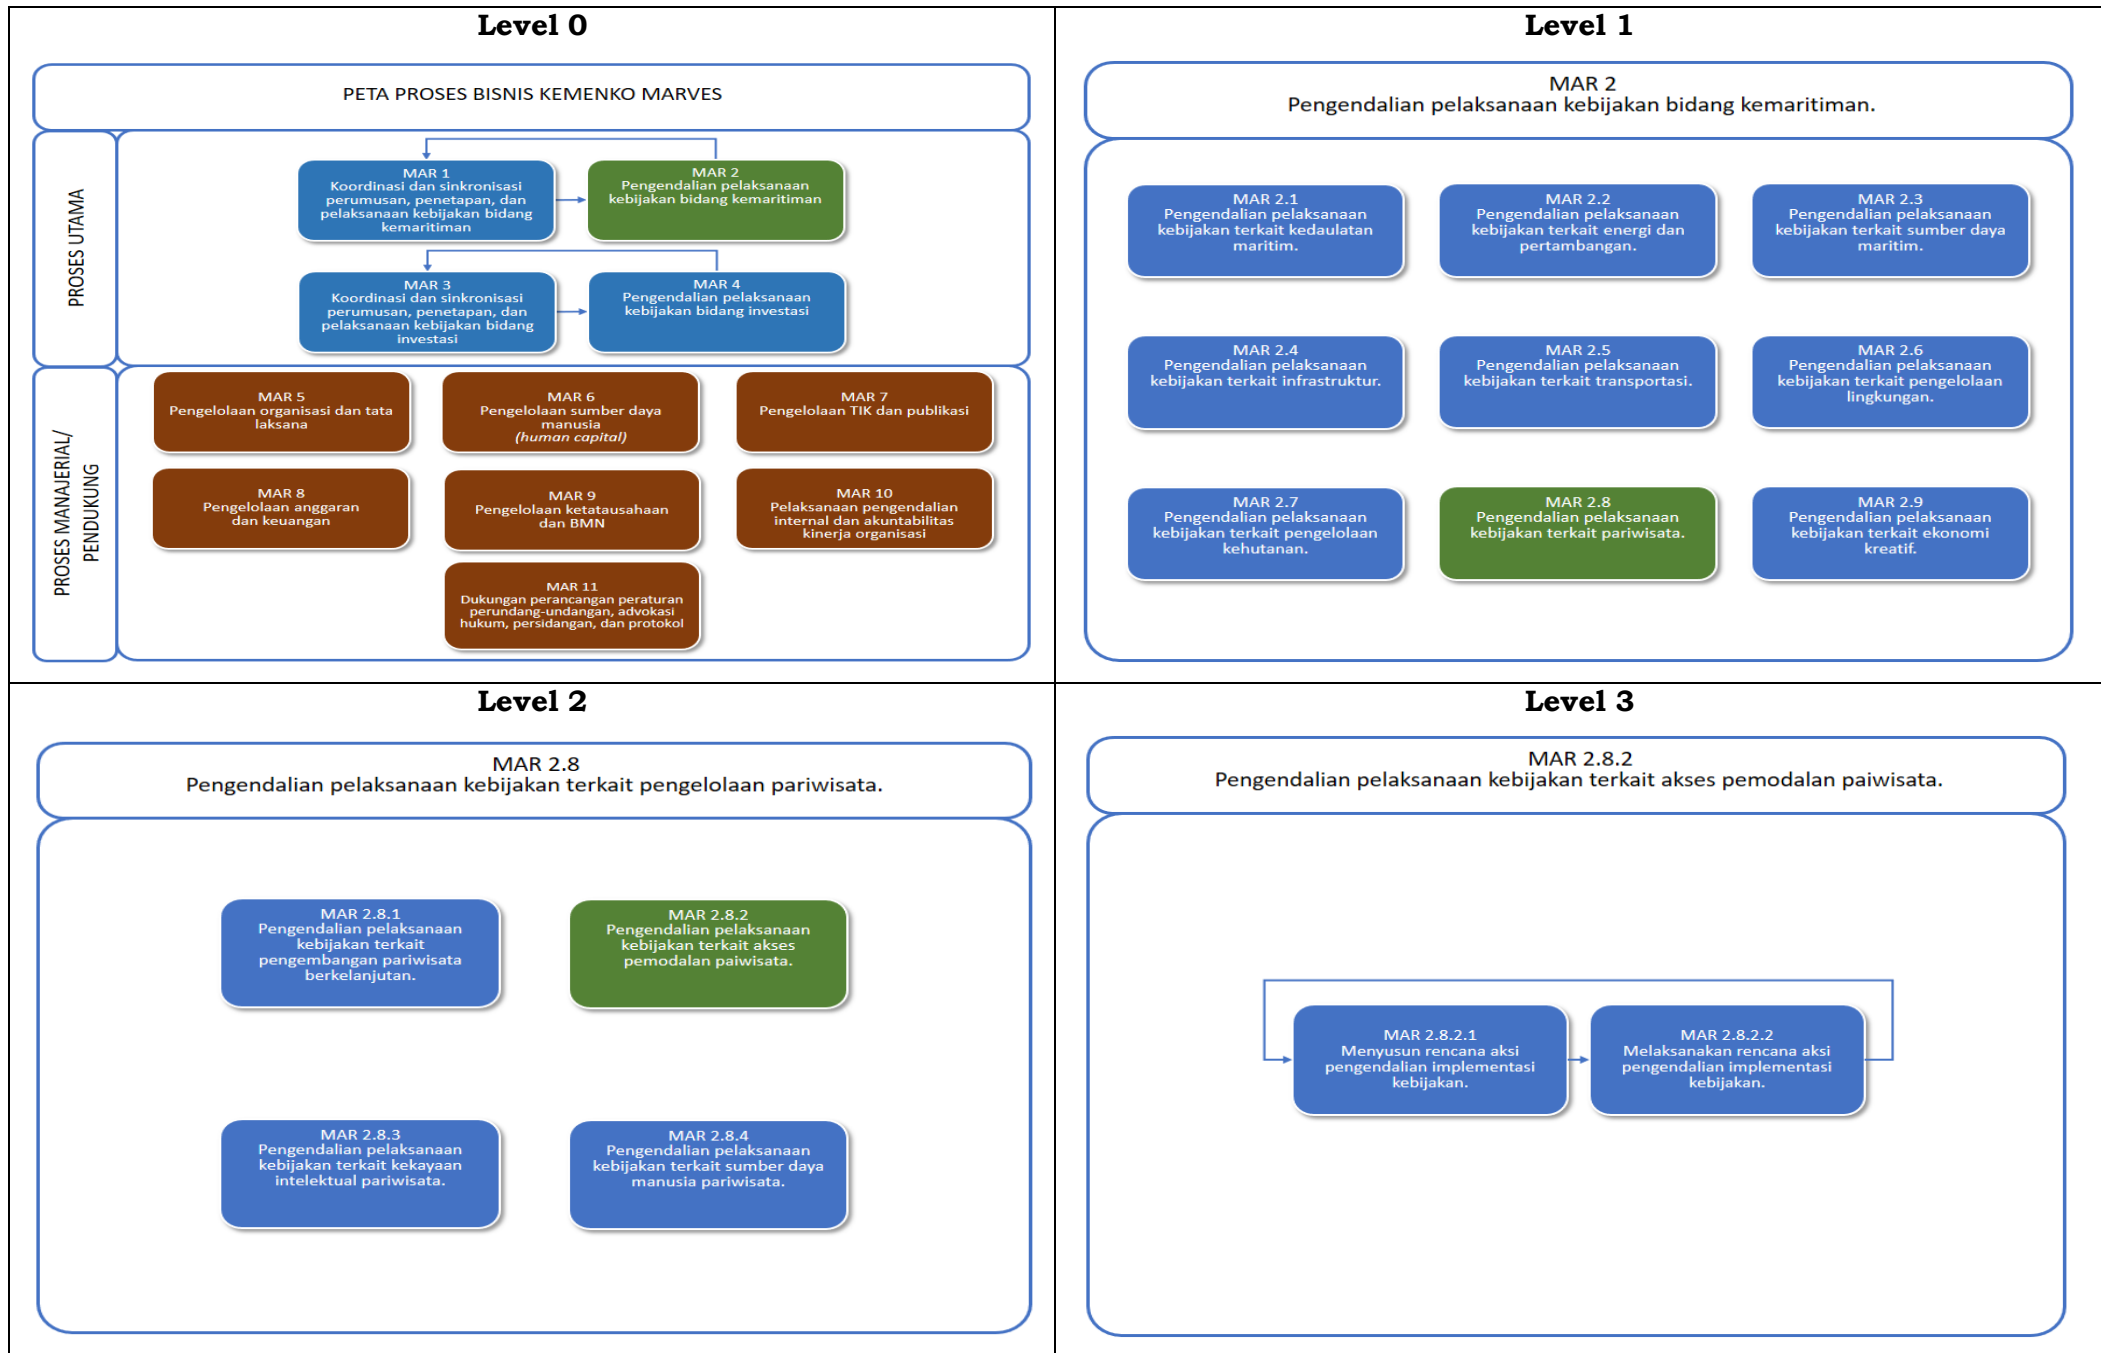 Level 0
PETA PROSES BISNIS KEMENKO MARVES
PROSES UTAMA
MAR 1
Koordinasi dan sinkronisasi
perumusan, penetapan, dan
pelaksanaan kebijakan bidang
kemaritiman
MAR 2
Pengendalian pelaksanaan
kebijakan bidang kemaritiman
MAR 3
Koordinasi dan sinkronisasi
perumusan, penetapan, dan
pelaksanaan kebijakan bidang
investasi
MAR 4
Pengendalian pelaksanaan
kebijakan bidang investasi
PROSES MANAJERIAL/
PENDUKUNG
MAR 5
Pengelolaan organisasi dan tata
laksana
MAR 6
Pengelolaan sumber daya
manusia
(human capital)
MAR 7
Pengelolaan TIK dan publikasi
MAR 8
Pengelolaan anggaran
dan keuangan
MAR 9
Pengelolaan ketatausahaan
dan BMN
MAR 10
Pelaksanaan pengendalian
internal dan akuntabilitas
kinerja organisasi
MAR 11
Dukungan perancangan peraturan
perundang-undangan, advokasi
hukum, persidangan, dan protokol
Level 1
MAR 2
Pengendalian pelaksanaan kebijakan bidang kemaritiman.
MAR 2.1
Pengendalian pelaksanaan
kebijakan terkait kedaulatan
maritim.
MAR 2.2
Pengendalian pelaksanaan
kebijakan terkait energi dan
pertambangan.
MAR 2.3
Pengendalian pelaksanaan
kebijakan terkait sumber daya
maritim.
MAR 2.4
Pengendalian pelaksanaan
kebijakan terkait infrastruktur.
MAR 2.5
Pengendalian pelaksanaan
kebijakan terkait transportasi.
MAR 2.6
Pengendalian pelaksanaan
kebijakan terkait pengelolaan
lingkungan.
MAR 2.7
Pengendalian pelaksanaan
kebijakan terkait pengelolaan
kehutanan.
MAR 2.8
Pengendalian pelaksanaan
kebijakan terkait pariwisata.
MAR 2.9
Pengendalian pelaksanaan
kebijakan terkait ekonomi
kreatif.
Level 2
MAR 2.8
Pengendalian pelaksanaan kebijakan terkait pengelolaan pariwisata.
MAR 2.8.1
Pengendalian pelaksanaan
kebijakan terkait
pengembangan pariwisata
berkelanjutan.
MAR 2.8.2
Pengendalian pelaksanaan
kebijakan terkait akses
pemodalan paiwisata.
MAR 2.8.3
Pengendalian pelaksanaan
kebijakan terkait kekayaan
intelektual pariwisata.
MAR 2.8.4
Pengendalian pelaksanaan
kebijakan terkait sumber daya
manusia pariwisata.
Level 3
MAR 2.8.2
Pengendalian pelaksanaan kebijakan terkait akses pemodalan paiwisata.
MAR 2.8.2.1
Menyusun rencana aksi
pengendalian implementasi
kebijakan.
MAR 2.8.2.2
Melaksanakan rencana aksi
pengendalian implementasi
kebijakan.